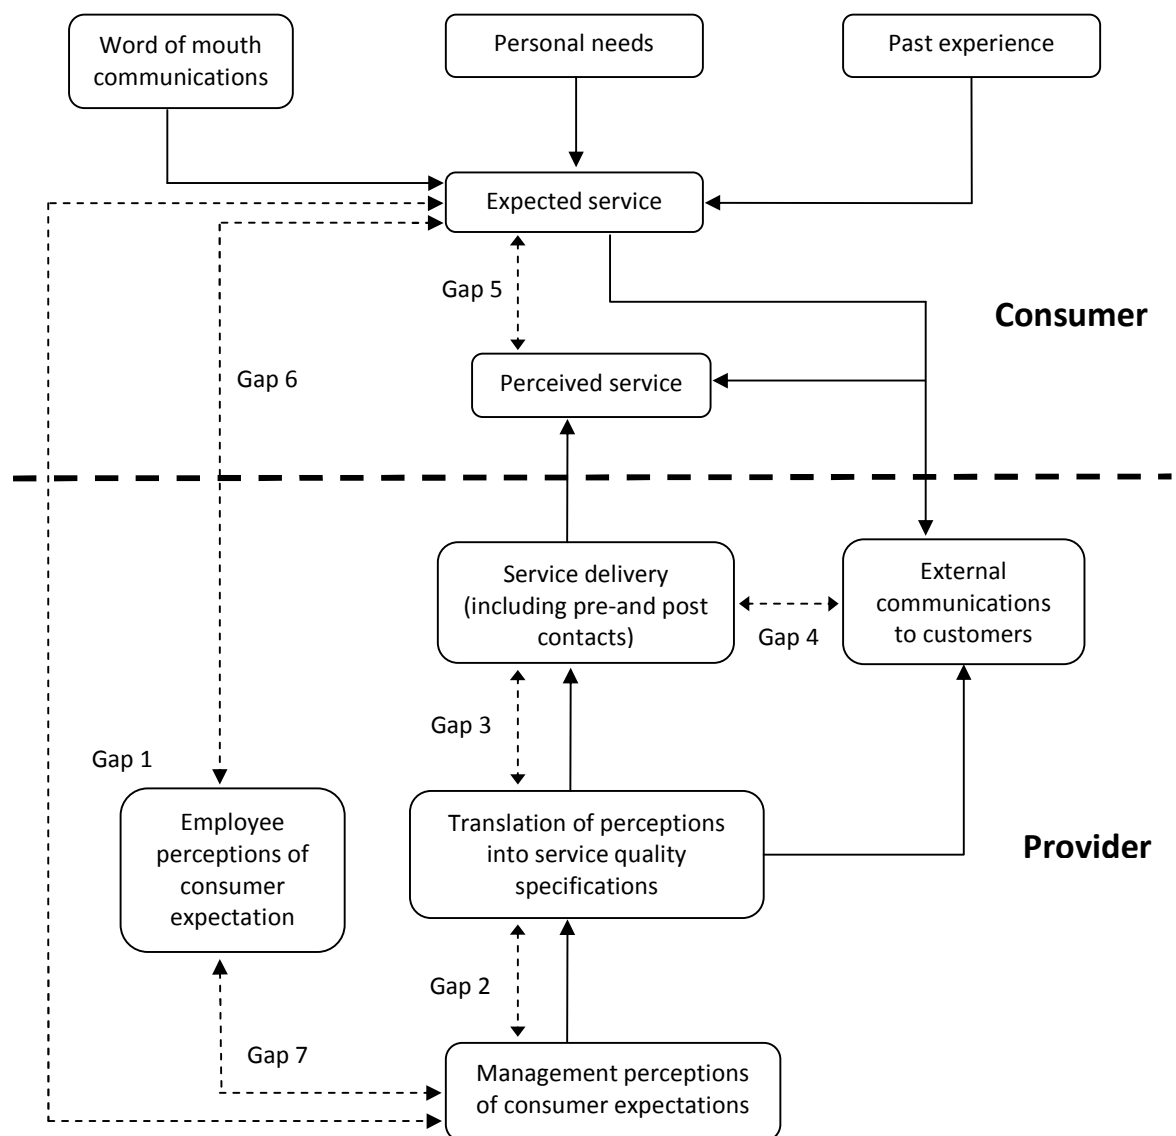 Word of mouth
communications
Personal needs
Past experience
Expected service
Gap 5
Consumer
Gap 6
Perceived service
Service delivery
(including pre-and post
contacts)
External
communications
to customers
Gap 4
Gap 3
Gap 1
Employee
perceptions of
consumer
expectation
Translation of perceptions
into service quality
specifications
Provider
Gap 2
Gap 7
Management perceptions
of consumer expectations